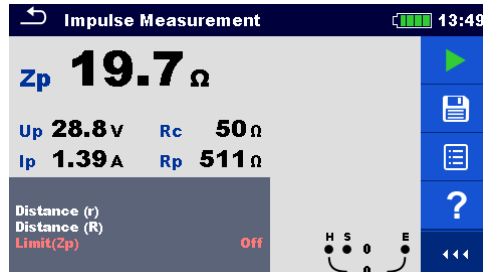 Impulse Measurement 13:49
Zp 19.7 Ω
Up 28.8 V Rc 50 Ω
Ip 1.39 A Rp 511 Ω
?
Distance (r)
Distance (R)
Limit(Zp) Off
H S E
0
0